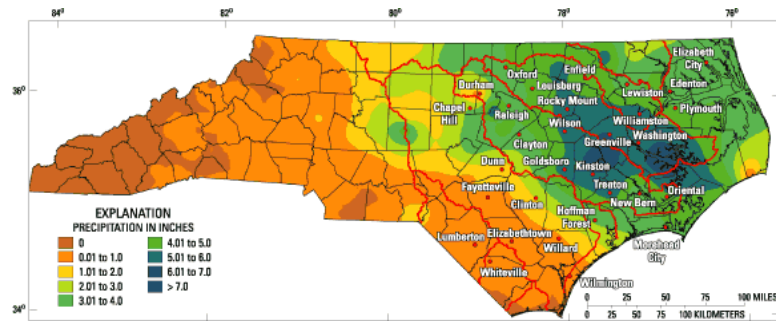 84°
82°
80°
78°
76°
36°
34°
Elizabeth
City
Oxford
Enfield
Durham
Louisburg
Lewiston
Edenton
Rocky Mount
Chapel
Hill
Raleigh
Williamston
Plymouth
Wilson
Washington
Clayton
Greenville
Dunn
Goldsboro
Kinston
Fayetteville
Trenton
Oriental
New Bern
Clinton
Hoffman
Forest
Lumberton
Elizabethtown
Willard
Morehead
City
Whiteville
Wilmington
EXPLANATION
PRECIPITATION IN INCHES
0
0.01 to 1.0
1.01 to 2.0
2.01 to 3.0
3.01 to 4.0
4.01 to 5.0
5.01 to 6.0
6.01 to 7.0
> 7.0
0 25 50 75 100 MILES
0 25 50 75 100 KILOMETERS